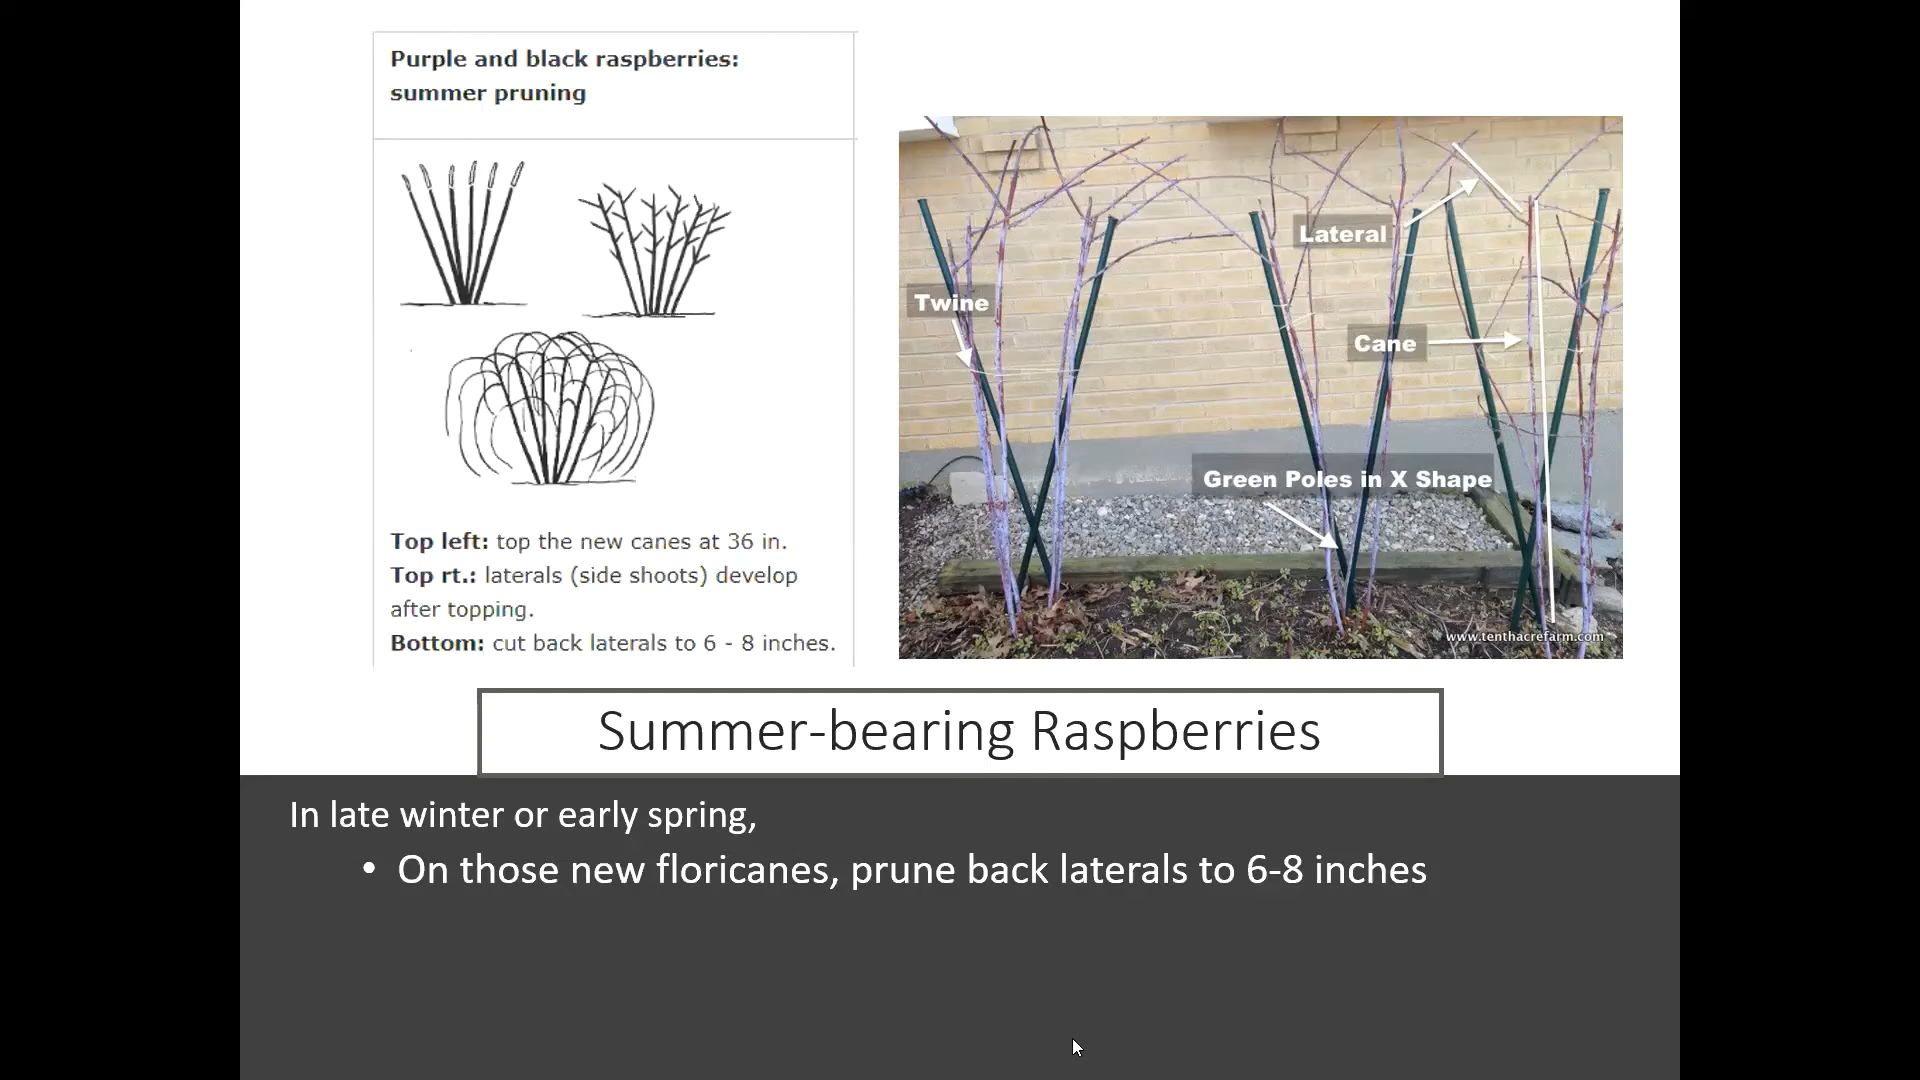 Purple and black raspberries:
summer pruning
Top left: top the new canes at 36 in.
Top rt.: laterals (side shoots) develop
after topping.
Bottom: cut back laterals to 6 - 8 inches.
Lateral
Twine
Cane
Green Poles in X Shape
www.tenthacrefarm.com
Summer-bearing Raspberries
In late winter or early spring,
• On those new floricanes, prune back laterals to 6-8 inches